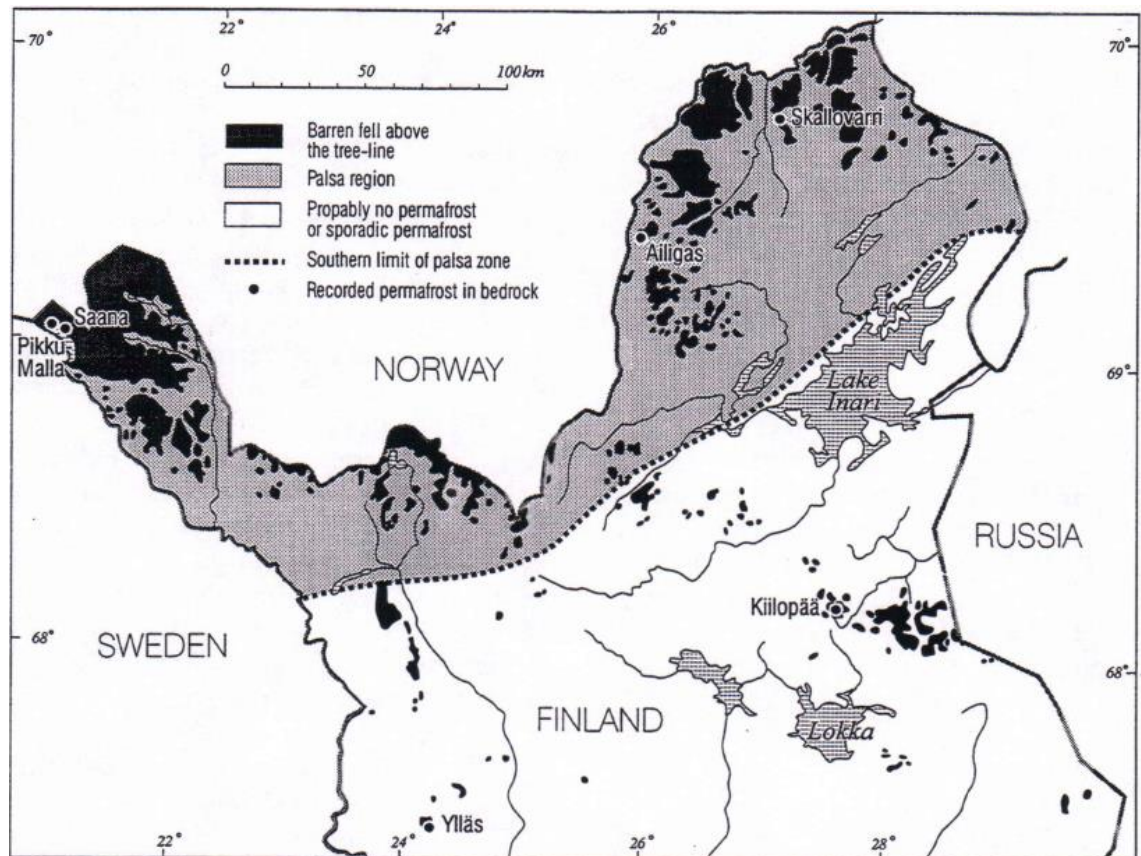 22°
24°
26°
28°
70°
70°
0 50 100 km
Barren fell above
the tree-line
Palsa region
Propably no permafrost
or sporadic permafrost
Southern limit of palsa zone
Recorded permafrost in bedrock
Skallovarri
Ailigas
Saana
Pikku-
Malla
NORWAY
69°
Lake
Inari
RUSSIA
Kiilopää
68°
SWEDEN
68°
FINLAND
Lokka
Ylläs
22°
24°
26°
28°